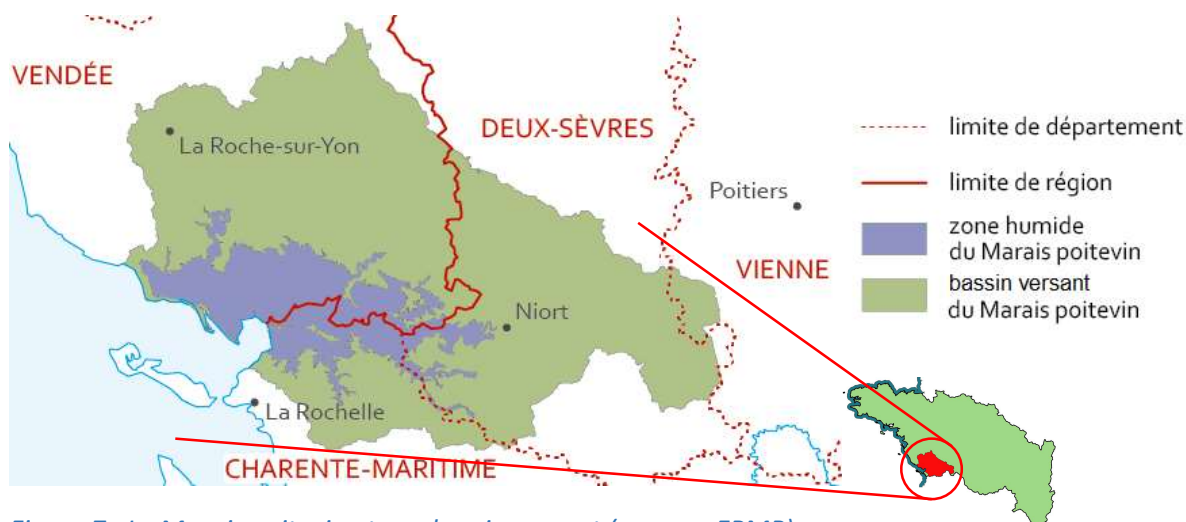 VENDÉE
La Roche-sur-Yon
DEUX-SÈVRES
Poitiers
VIENNE
Niort
La Rochelle
CHARENTE-MARITIME
limite de département
limite de région
zone humide
du Marais poitevin
bassin versant
du Marais poitevin